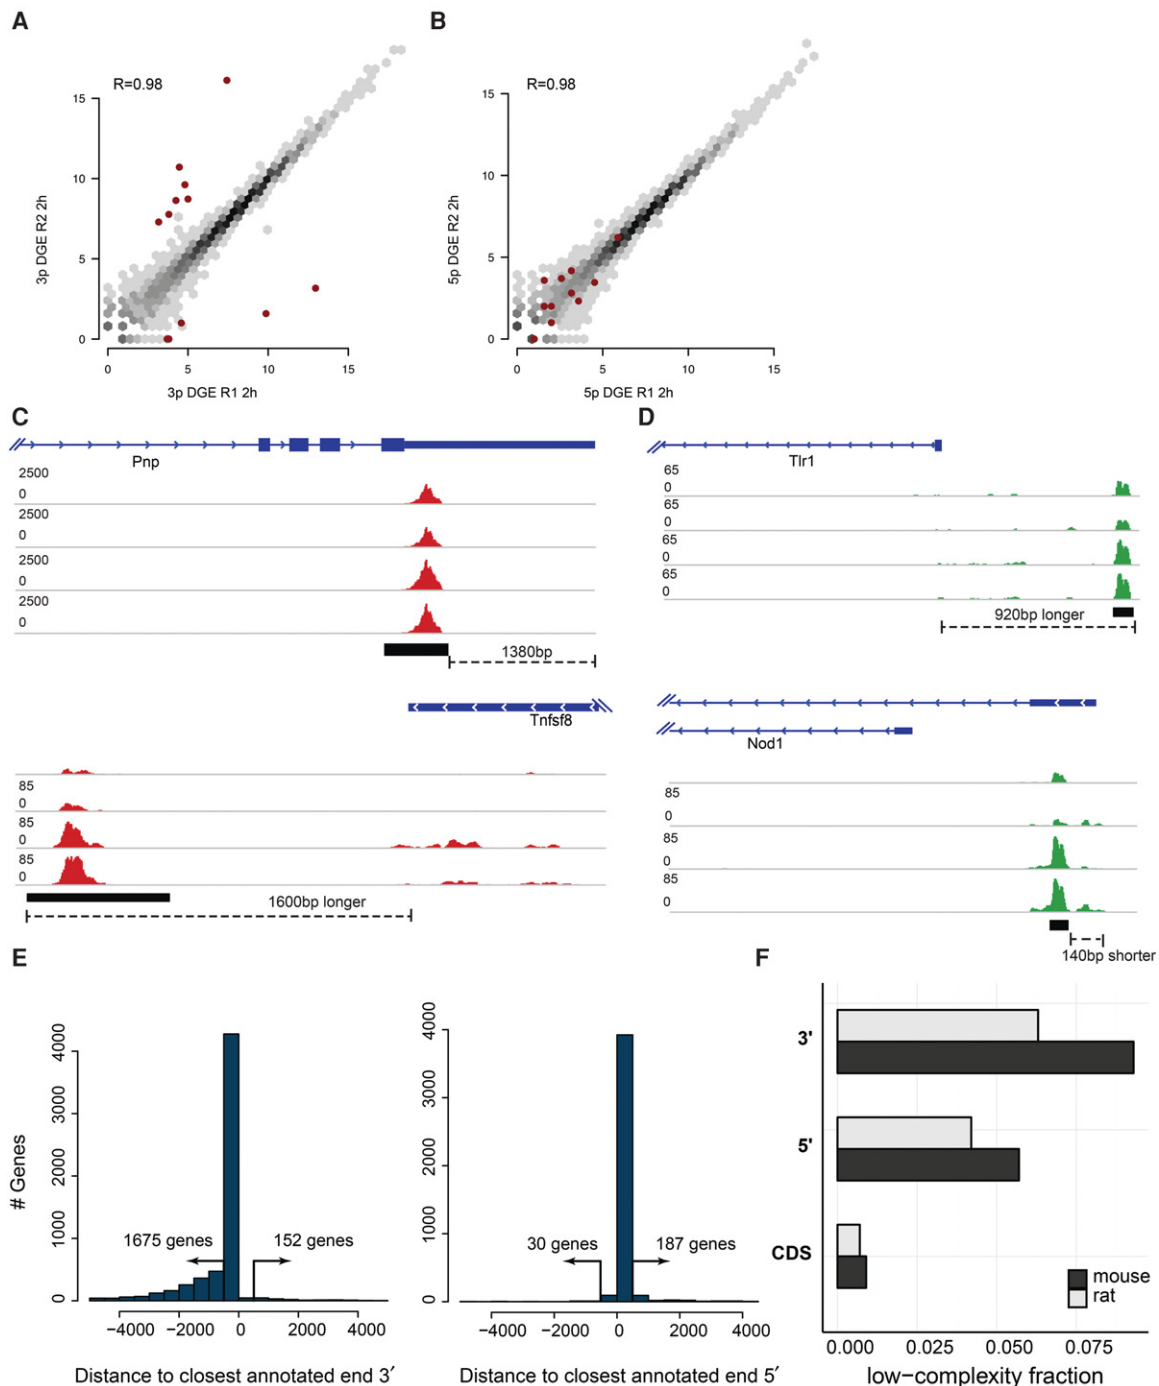 A
R=0.98
15
10
5
0
3p DGE R2 2h
0 5 10 15
3p DGE R1 2h
B
R=0.98
15
10
5
0
5p DGE R2 2h
0 5 10 15
5p DGE R1 2h
C
Pnp
2500
0
2500
0
2500
0
2500
0
1380bp
Tnfsf8
85
0
85
0
85
0
1600bp longer
D
Tlr1
65
0
65
0
65
0
65
0
920bp longer
Nod1
85
0
85
0
85
0
140bp shorter
E
# Genes
4000
3000
2000
1000
0
1675 genes
152 genes
−4000 −2000 0 2000 4000
Distance to closest annotated end 3′
4000
3000
2000
1000
0
30 genes
187 genes
−4000 −2000 0 2000 4000
Distance to closest annotated end 5′
F
3'
5'
CDS
mouse
rat
0.000 0.025 0.050 0.075
low−complexity fraction